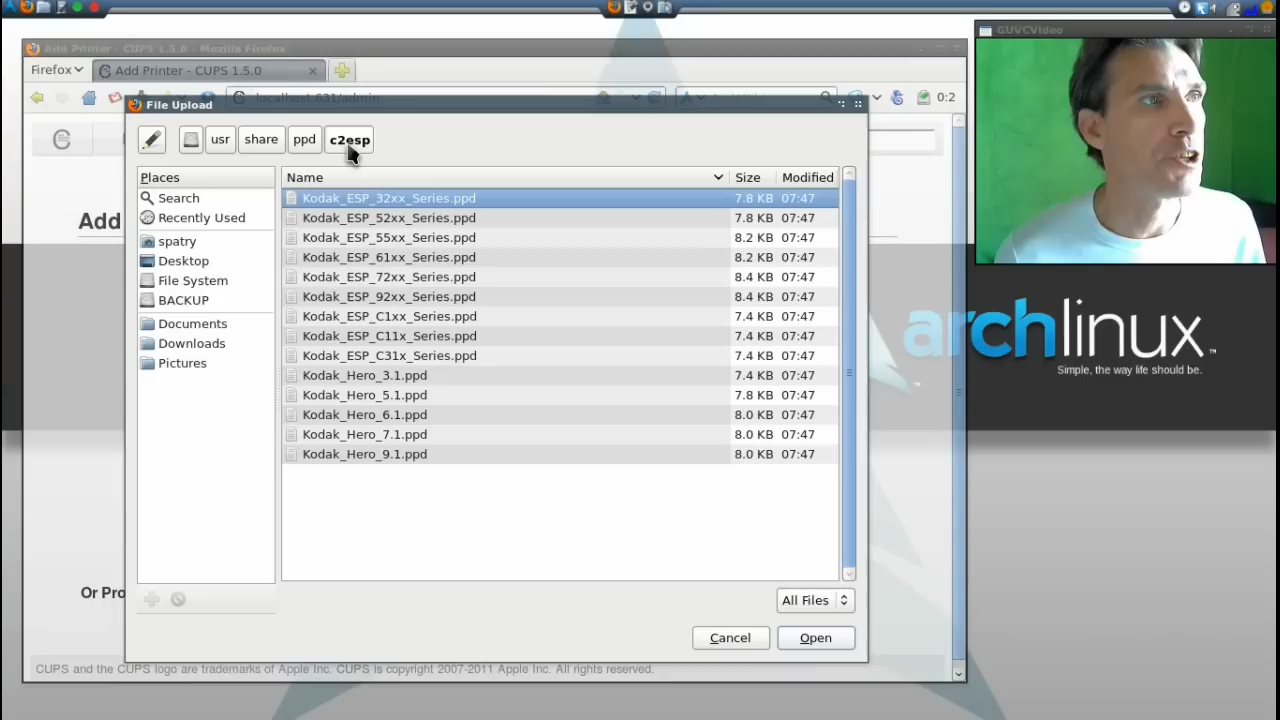 GUVCVideo
Add Printer - CUPS 1.5.0 - Mozilla Firefox
Firefox
Add Printer - CUPS 1.5.0
localhost:631/admin
0:2
File Upload
usr
share
ppd
c2esp
Places
Search
Recently Used
spatry
Desktop
File System
BACKUP
Documents
Downloads
Pictures
Name Size Modified
Kodak_ESP_32xx_Series.ppd 7.8 KB 07:47
Kodak_ESP_52xx_Series.ppd 7.8 KB 07:47
Kodak_ESP_55xx_Series.ppd 8.2 KB 07:47
Kodak_ESP_61xx_Series.ppd 8.2 KB 07:47
Kodak_ESP_72xx_Series.ppd 8.4 KB 07:47
Kodak_ESP_92xx_Series.ppd 8.4 KB 07:47
Kodak_ESP_C1xx_Series.ppd 7.4 KB 07:47
Kodak_ESP_C11x_Series.ppd 7.4 KB 07:47
Kodak_ESP_C31x_Series.ppd 7.4 KB 07:47
Kodak_Hero_3.1.ppd 7.4 KB 07:47
Kodak_Hero_5.1.ppd 7.8 KB 07:47
Kodak_Hero_6.1.ppd 8.0 KB 07:47
Kodak_Hero_7.1.ppd 8.0 KB 07:47
Kodak_Hero_9.1.ppd 8.0 KB 07:47
All Files
Cancel
Open
Add
Or Pro
CUPS and the CUPS logo are trademarks of Apple Inc. CUPS is copyright 2007-2011 Apple Inc. All rights reserved.
archlinux™
Simple, the way life should be.